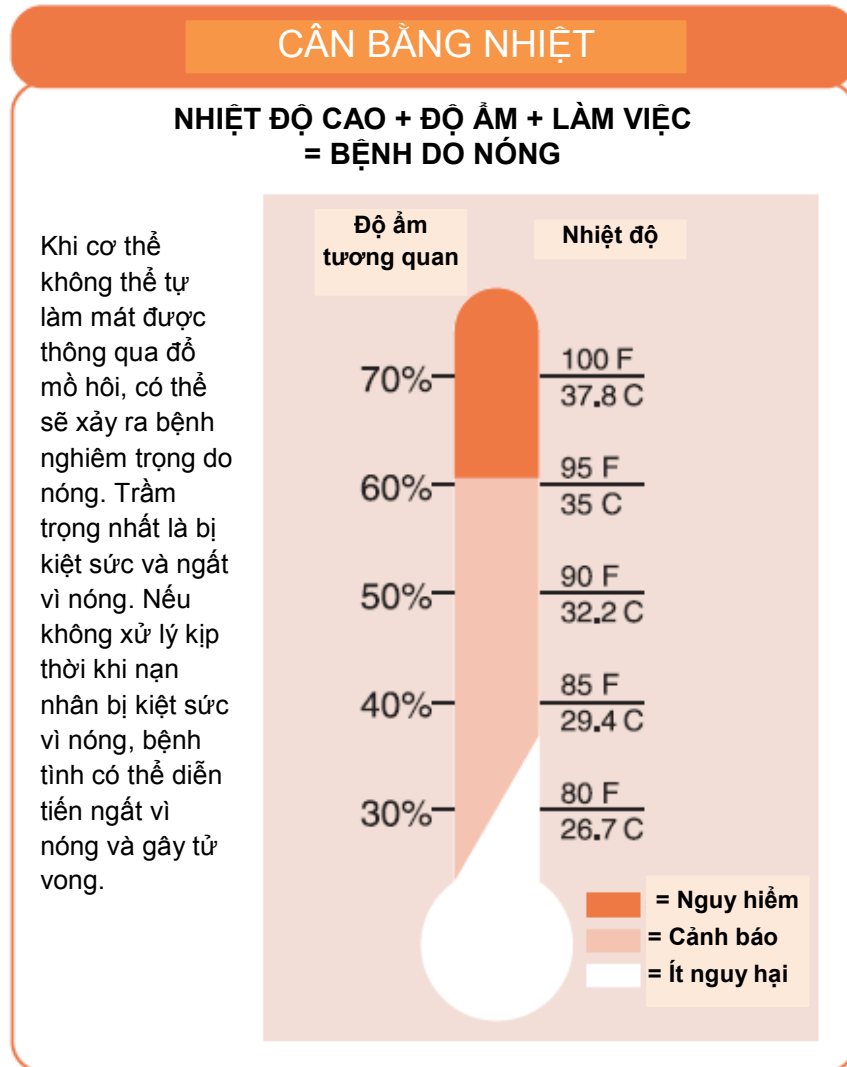 CÂN BẰNG NHIỆT
NHIỆT ĐỘ CAO + ĐỘ ẨM + LÀM VIỆC
= BỆNH DO NÓNG
Khi cơ thể
không thể tự
làm mát được
thông qua đổ
mồ hôi, có thể
sẽ xảy ra bệnh
nghiêm trọng do
nóng. Trầm
trọng nhất là bị
kiệt sức và ngất
vì nóng. Nếu
không xử lý kịp
thời khi nạn
nhân bị kiệt sức
vì nóng, bệnh
tình có thể diễn
tiến ngất vì
nóng và gây tử
vong.
Độ ẩm
tương quan
Nhiệt độ
70%
100 F
37.8 C
60%
95 F
35 C
50%
90 F
32.2 C
40%
85 F
29.4 C
30%
80 F
26.7 C
= Nguy hiểm
= Cảnh báo
= Ít nguy hại